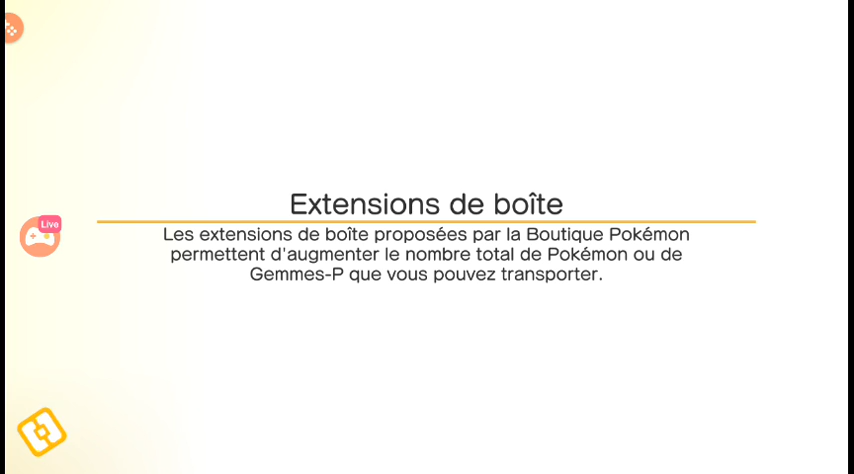 Live
Extensions de boîte
Les extensions de boîte proposées par la Boutique Pokémon
permettent d'augmenter le nombre total de Pokémon ou de
Gemmes-P que vous pouvez transporter.